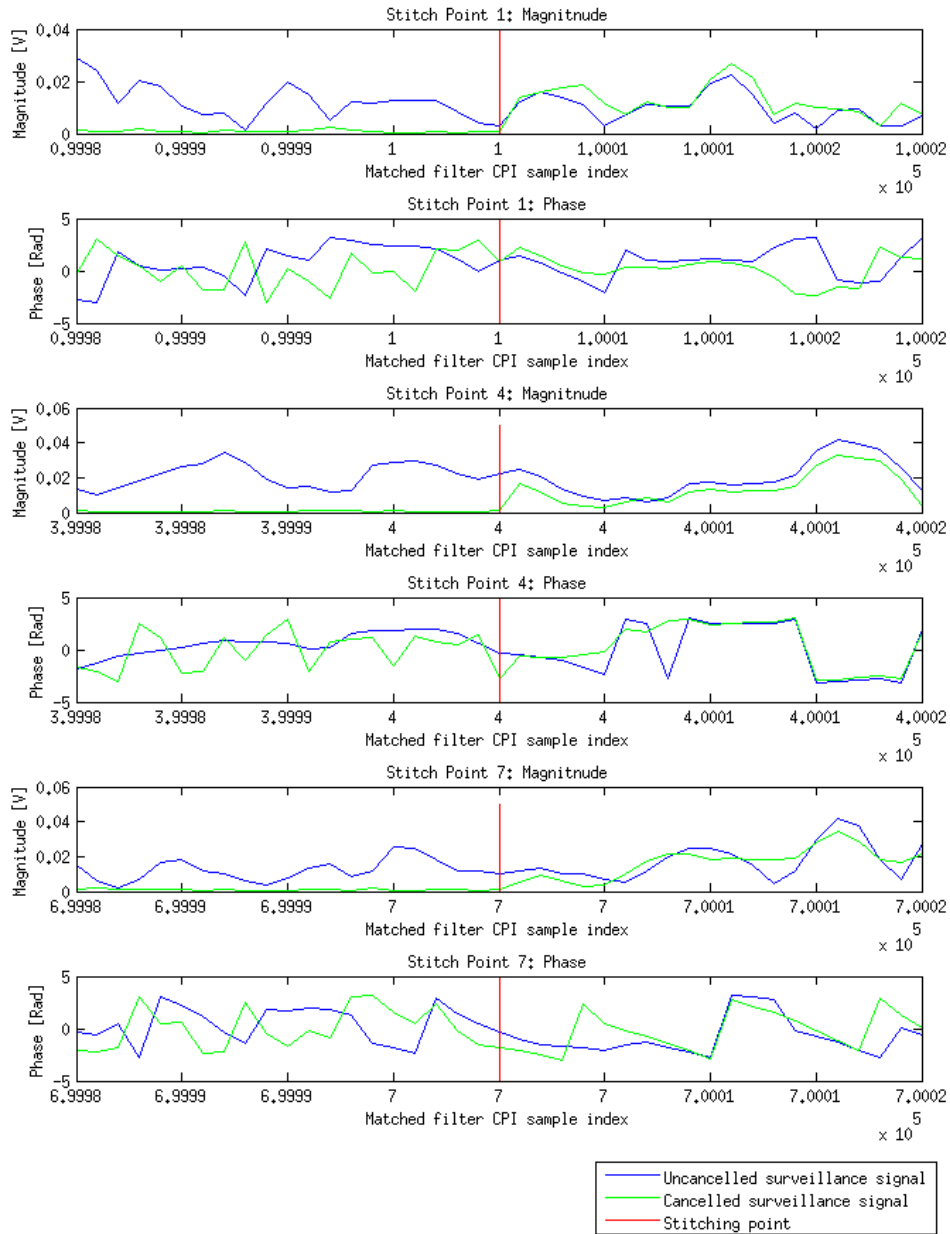 Stitch Point 1: Magnitnude
Magnitude [V]
0.04
0.02
0
0.9998 0.9999 0.9999 1 1 1.0001 1.0001 1.0002 1.0002
Matched filter CPI sample index
x 10^5
Stitch Point 1: Phase
Phase [Rad]
5
0
-5
0.9998 0.9999 0.9999 1 1 1.0001 1.0001 1.0002 1.0002
Matched filter CPI sample index
x 10^5
Stitch Point 4: Magnitnude
Magnitude [V]
0.06
0.04
0.02
0
3.9998 3.9999 3.9999 4 4 4 4.0001 4.0001 4.0002
Matched filter CPI sample index
x 10^5
Stitch Point 4: Phase
Phase [Rad]
5
0
-5
3.9998 3.9999 3.9999 4 4 4 4.0001 4.0001 4.0002
Matched filter CPI sample index
x 10^5
Stitch Point 7: Magnitnude
Magnitude [V]
0.06
0.04
0.02
0
6.9998 6.9999 6.9999 7 7 7 7.0001 7.0001 7.0002
Matched filter CPI sample index
x 10^5
Stitch Point 7: Phase
Phase [Rad]
5
0
-5
6.9998 6.9999 6.9999 7 7 7 7.0001 7.0001 7.0002
Matched filter CPI sample index
x 10^5
Uncancelled surveillance signal
Cancelled surveillance signal
Stitching point